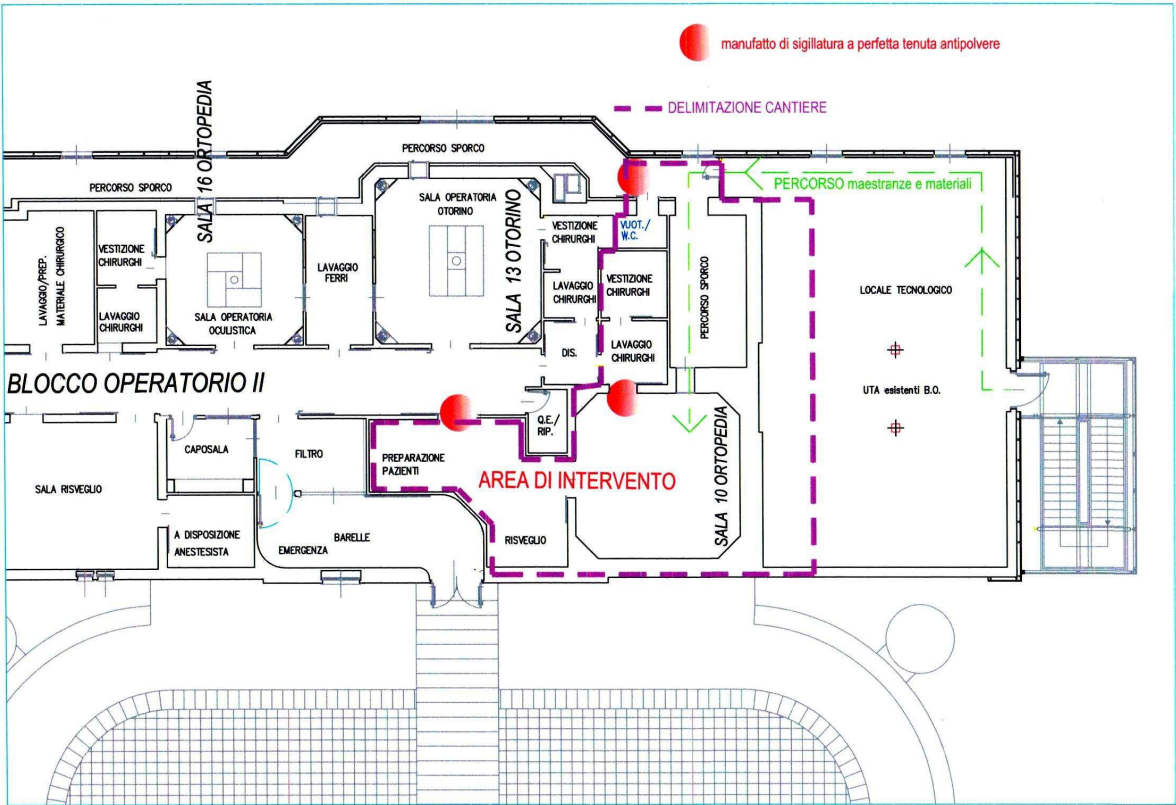 manufatto di sigillatura a perfetta tenuta antipolvere
DELIMITAZIONE CANTIERE
SALA 16 ORTOPEDIA
PERCORSO SPORCO
PERCORSO SPORCO
PERCORSO maestranze e materiali
LAVAGGIO/PREP.
MATERIALE CHIRURGICO
VESTIZIONE
CHIRURGHI
LAVAGGIO
CHIRURGHI
SALA OPERATORIA
OCULISTICA
LAVAGGIO
FERRI
SALA OPERATORIA
OTORINO
SALA 13 OTORINO
VESTIZIONE
CHIRURGHI
LAVAGGIO
CHIRURGHI
DIS.
VUOT./
W.C.
VESTIZIONE
CHIRURGHI
LAVAGGIO
CHIRURGHI
PERCORSO SPORCO
LOCALE TECNOLOGICO
UTA esistenti B.O.
BLOCCO OPERATORIO II
CAPOSALA
FILTRO
PREPARAZIONE
PAZIENTI
Q.E./
RIP.
AREA DI INTERVENTO
SALA 10 ORTOPEDIA
SALA RISVEGLIO
A DISPOSIZIONE
ANESTESISTA
BARELLE
EMERGENZA
RISVEGLIO